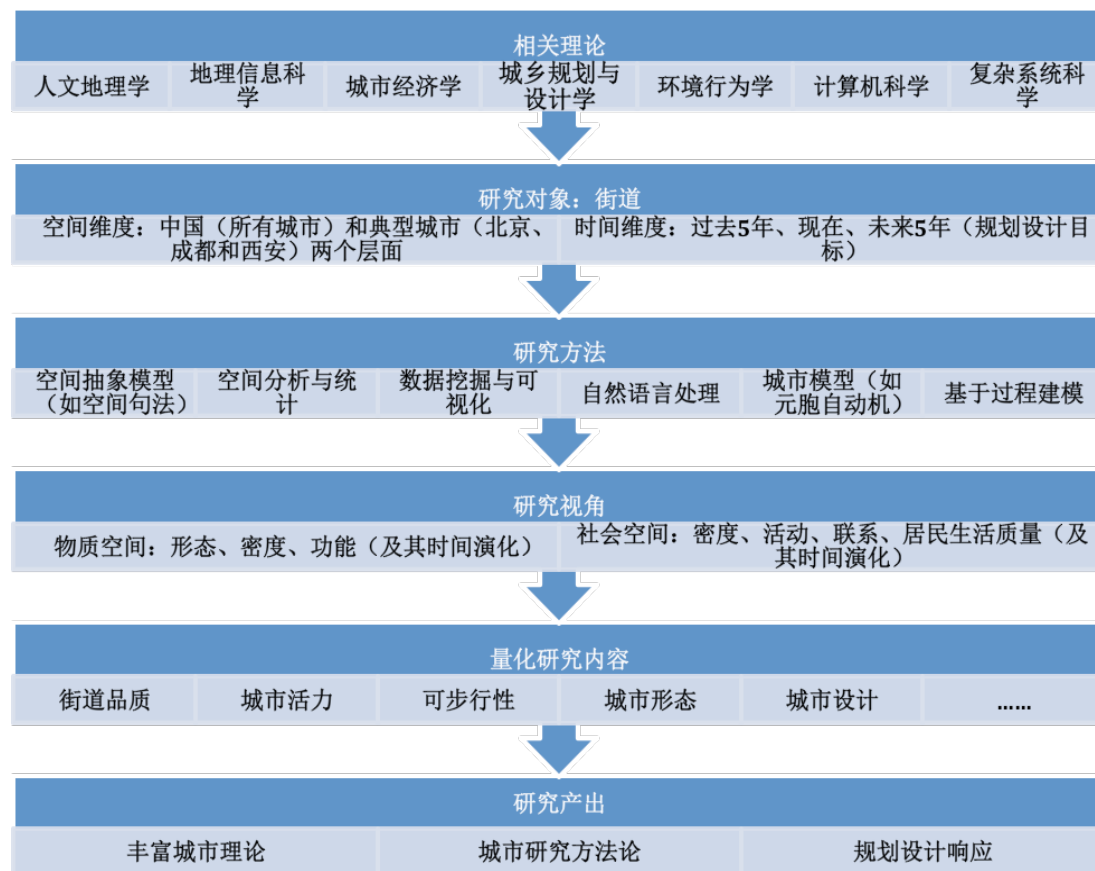 相关理论
人文地理学
地理信息科
学
城市经济学
城乡规划与
设计学
环境行为学
计算机科学
复杂系统科
学
研究对象：街道
空间维度：中国（所有城市）和典型城市（北京、
成都和西安）两个层面
时间维度：过去5年、现在、未来5年（规划设计目
标）
研究方法
空间抽象模型
（如空间句法）
空间分析与统
计
数据挖掘与可
视化
自然语言处理
城市模型（如
元胞自动机）
基于过程建模
研究视角
物质空间：形态、密度、功能（及其时间演化）
社会空间：密度、活动、联系、居民生活质量（及
其时间演化）
量化研究内容
街道品质
城市活力
可步行性
城市形态
城市设计
......
研究产出
丰富城市理论
城市研究方法论
规划设计响应